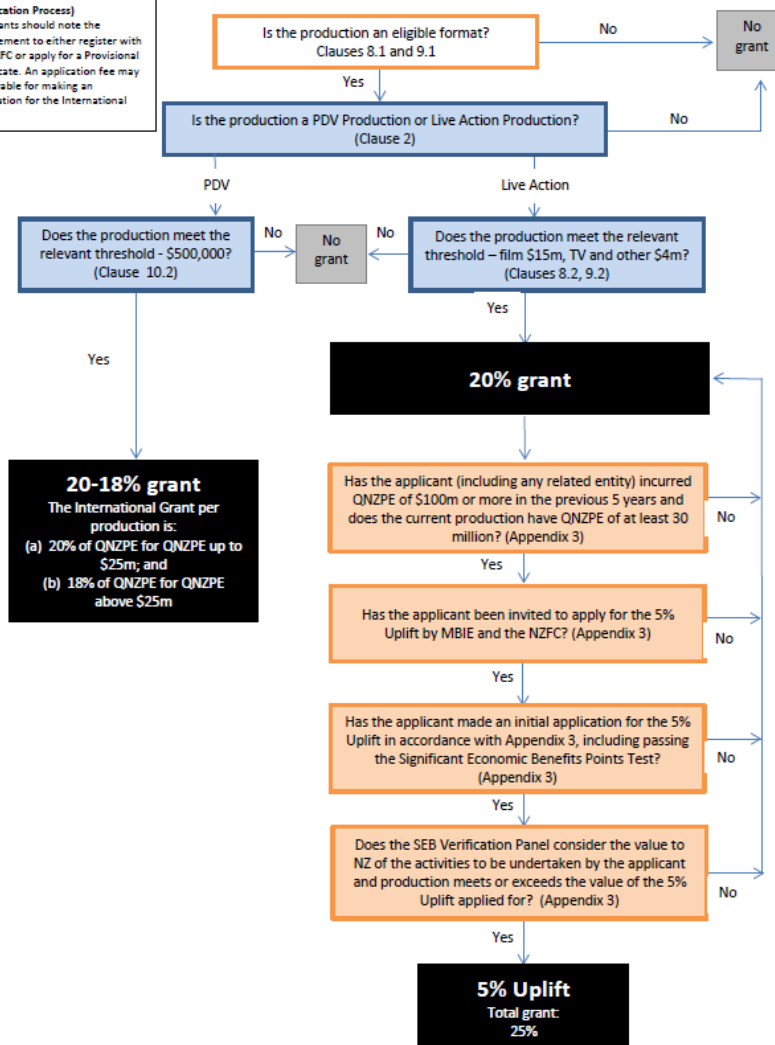 cation Process)
ants should note the
ement to either register with
FC or apply for a Provisional
cate. An application fee may
able for making an
ation for the International
Is the production an eligible format?
Clauses 8.1 and 9.1
No
No
grant
Yes
Is the production a PDV Production or Live Action Production?
(Clause 2)
No
PDV
Live Action
Does the production meet the
relevant threshold - $500,000?
(Clause 10.2)
No
No
grant
No
Does the production meet the relevant
threshold – film $15m, TV and other $4m?
(Clauses 8.2, 9.2)
Yes
Yes
20% grant
20-18% grant
The International Grant per
production is:
(a) 20% of QNZPE for QNZPE up to
$25m; and
(b) 18% of QNZPE for QNZPE
above $25m
Has the applicant (including any related entity) incurred
QNZPE of $100m or more in the previous 5 years and
does the current production have QNZPE of at least 30
million? (Appendix 3)
No
Yes
Has the applicant been invited to apply for the 5%
Uplift by MBIE and the NZFC? (Appendix 3)
No
Yes
Has the applicant made an initial application for the 5%
Uplift in accordance with Appendix 3, including passing
the Significant Economic Benefits Points Test?
(Appendix 3)
No
Yes
Does the SEB Verification Panel consider the value to
NZ of the activities to be undertaken by the applicant
and production meets or exceeds the value of the 5%
Uplift applied for? (Appendix 3)
No
Yes
5% Uplift
Total grant:
25%